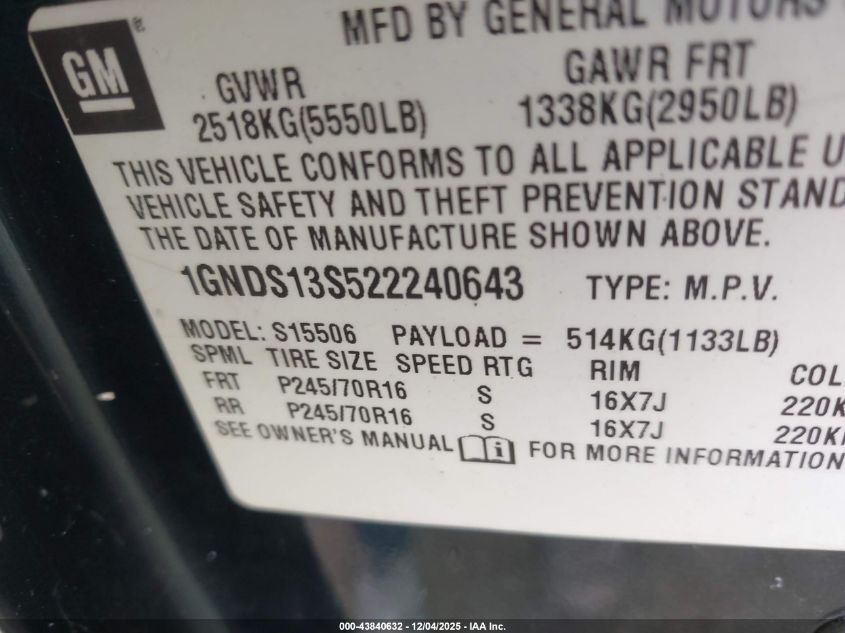 MFD BY GENERAL MOTORS
GM
®
GVWR
GAWR FRT
2518KG(5550LB)
1338KG(2950LB)
THIS VEHICLE CONFORMS TO ALL APPLICABLE U
VEHICLE SAFETY AND THEFT PREVENTION STAND
THE DATE OF MANUFACTURE SHOWN ABOVE.
1GNDS13S522240643 TYPE: M.P.V.
MODEL: S15506 PAYLOAD = 514KG(1133LB)
SPML TIRE SIZE SPEED RTG RIM COL
FRT P245/70R16 S 16X7J 220K
RR P245/70R16 S 16X7J 220K
SEE OWNER'S MANUAL i FOR MORE INFORMATION
000-43840632 - 12/04/2025 - IAA Inc.